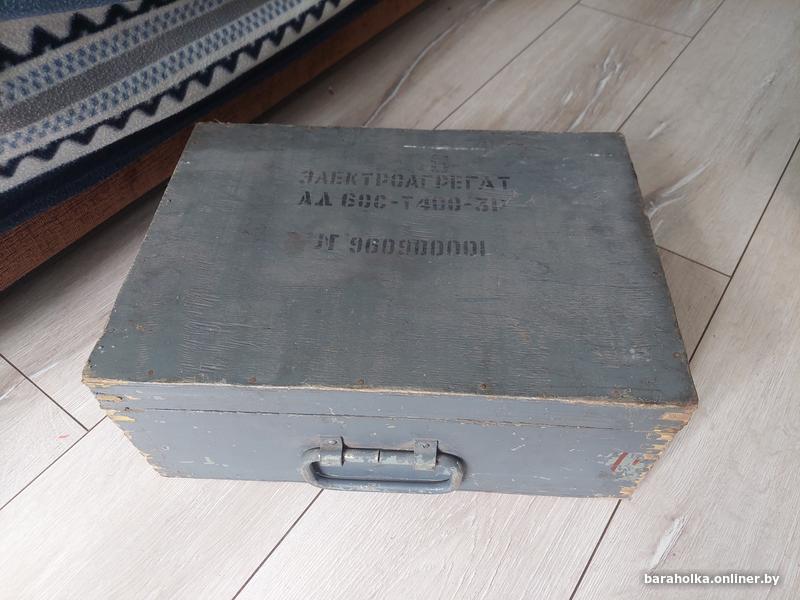 ЭЛЕКТРОАГРЕГАТ
АД 60С-Т400-3Р
№ 960900001
baraholka.onliner.by